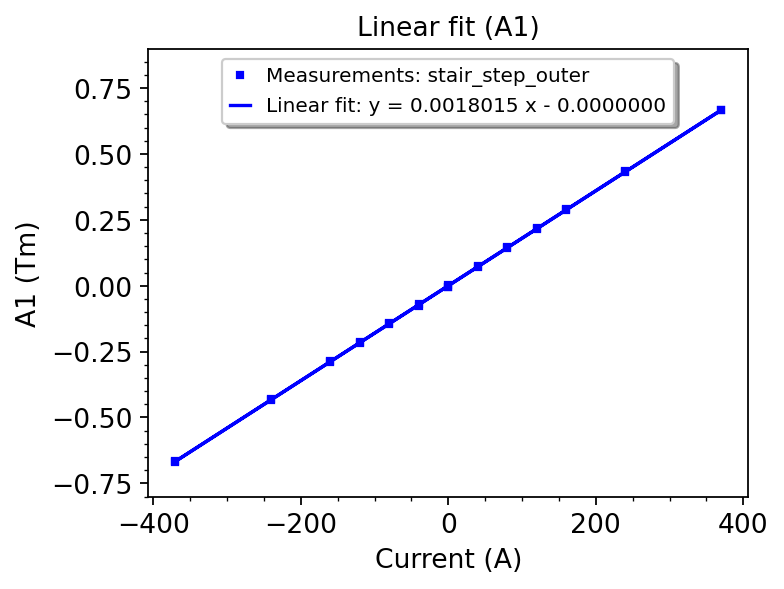 Linear fit (A1)
Measurements: stair_step_outer
Linear fit: y = 0.0018015 x - 0.0000000
A1 (Tm)
0.75
0.50
0.25
0.00
−0.25
−0.50
−0.75
−400
−200
0
200
400
Current (A)